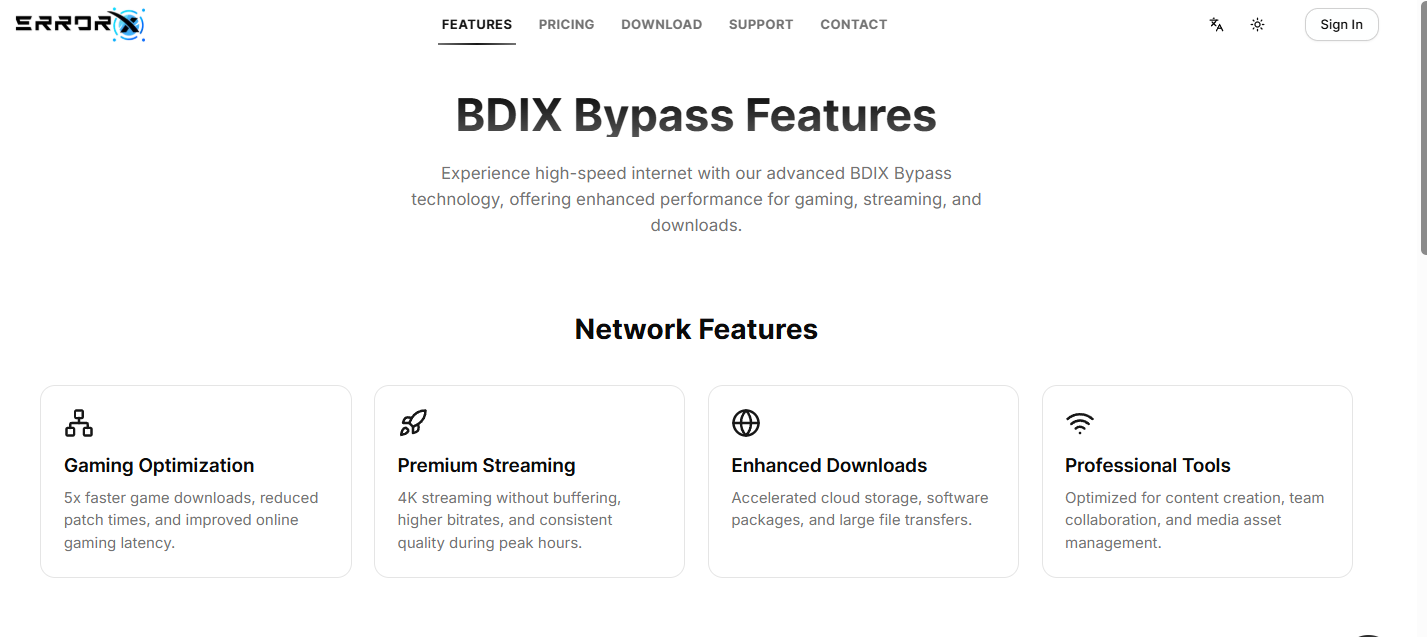 ERRORX
FEATURES
PRICING
DOWNLOAD
SUPPORT
CONTACT
Sign In
BDIX Bypass Features
Experience high-speed internet with our advanced BDIX Bypass
technology, offering enhanced performance for gaming, streaming, and
downloads.
Network Features
Gaming Optimization
5x faster game downloads, reduced
patch times, and improved online
gaming latency.
Premium Streaming
4K streaming without buffering,
higher bitrates, and consistent
quality during peak hours.
Enhanced Downloads
Accelerated cloud storage, software
packages, and large file transfers.
Professional Tools
Optimized for content creation, team
collaboration, and media asset
management.